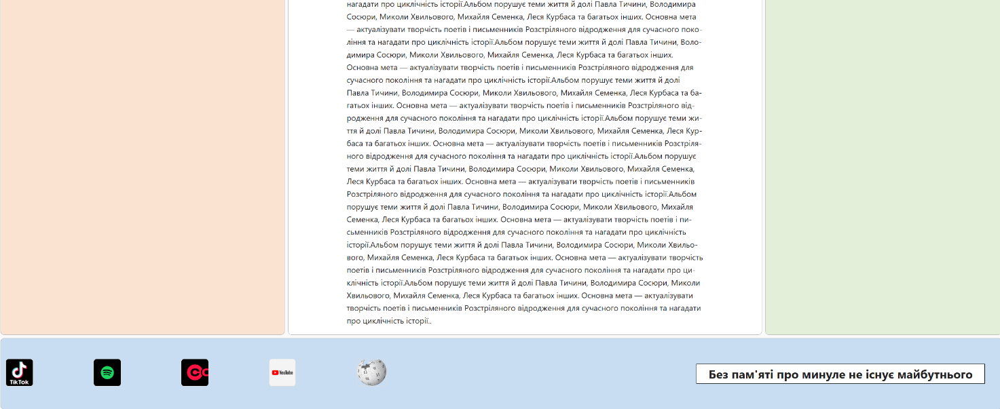 нагадати про циклічність історії.Альбом порушує теми життя й долі Павла Тичини, Володимира
Сосюри, Миколи Хвильового, Михайля Семенка, Леся Курбаса та багатьох інших. Основна мета
— актуалізувати творчість поетів і письменників Розстріляного відродження для сучасного поко-
ління та нагадати про циклічність історії.Альбом порушує теми життя й долі Павла Тичини, Воло-
димира Сосюри, Миколи Хвильового, Михайля Семенка, Леся Курбаса та багатьох інших.
Основна мета — актуалізувати творчість поетів і письменників Розстріляного відродження для
сучасного покоління та нагадати про циклічність історії.Альбом порушує теми життя й долі
Павла Тичини, Володимира Сосюри, Миколи Хвильового, Михайля Семенка, Леся Курбаса та ба-
гатьох інших. Основна мета — актуалізувати творчість поетів і письменників Розстріляного від-
родження для сучасного покоління та нагадати про циклічність історії.Альбом порушує теми жи-
ття й долі Павла Тичини, Володимира Сосюри, Миколи Хвильового, Михайля Семенка, Леся Кур-
баса та багатьох інших. Основна мета — актуалізувати творчість поетів і письменників Розстріля-
ного відродження для сучасного покоління та нагадати про циклічність історії.Альбом порушує
теми життя й долі Павла Тичини, Володимира Сосюри, Миколи Хвильового, Михайля Семенка,
Леся Курбаса та багатьох інших. Основна мета — актуалізувати творчість поетів і письменників
Розстріляного відродження для сучасного покоління та нагадати про циклічність історії.Альбом
порушує теми життя й долі Павла Тичини, Володимира Сосюри, Миколи Хвильового, Михайля
Семенка, Леся Курбаса та багатьох інших. Основна мета — актуалізувати творчість поетів і пи-
сьменників Розстріляного відродження для сучасного покоління та нагадати про циклічність
історії.Альбом порушує теми життя й долі Павла Тичини, Володимира Сосюри, Миколи Хвильо-
вого, Михайля Семенка, Леся Курбаса та багатьох інших. Основна мета — актуалізувати творчість
поетів і письменників Розстріляного відродження для сучасного покоління та нагадати про ци-
клічність історії.Альбом порушує теми життя й долі Павла Тичини, Володимира Сосюри, Миколи
Хвильового, Михайля Семенка, Леся Курбаса та багатьох інших. Основна мета — актуалізувати
творчість поетів і письменників Розстріляного відродження для сучасного покоління та нагадати
про циклічність історії..
TikTok
YouTube
Без пам'яті про минуле не існує майбутнього